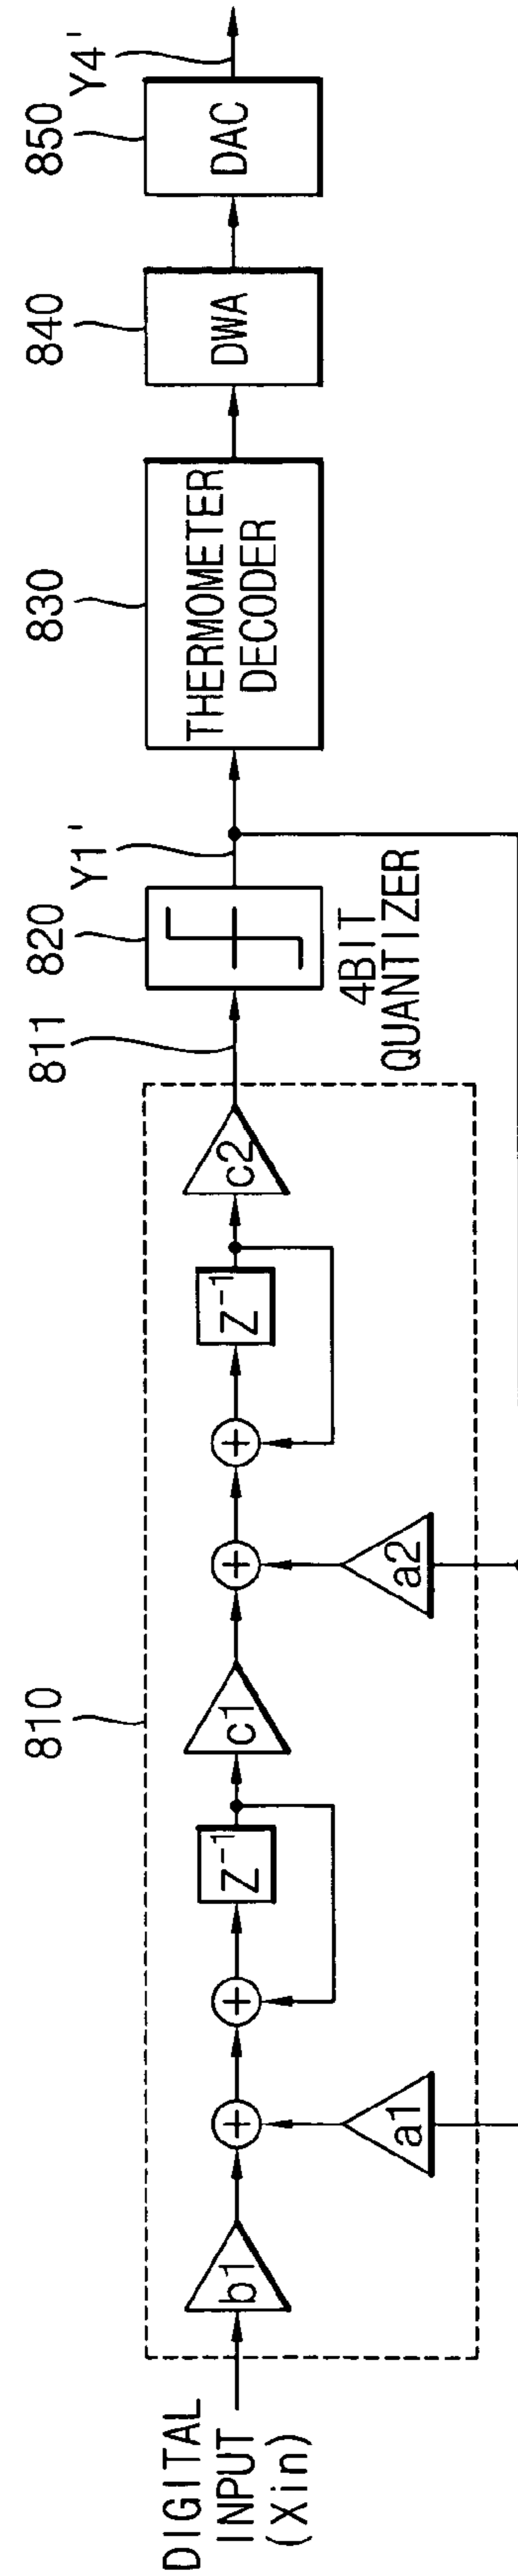 DIGITAL
INPUT
(Xin)
810
b1
a1
Z⁻¹
c1
a2
Z⁻¹
c2
811
820
4BIT
QUANTIZER
Y1'
830
THERMOMETER
DECODER
840
DWA
850
DAC
Y4'